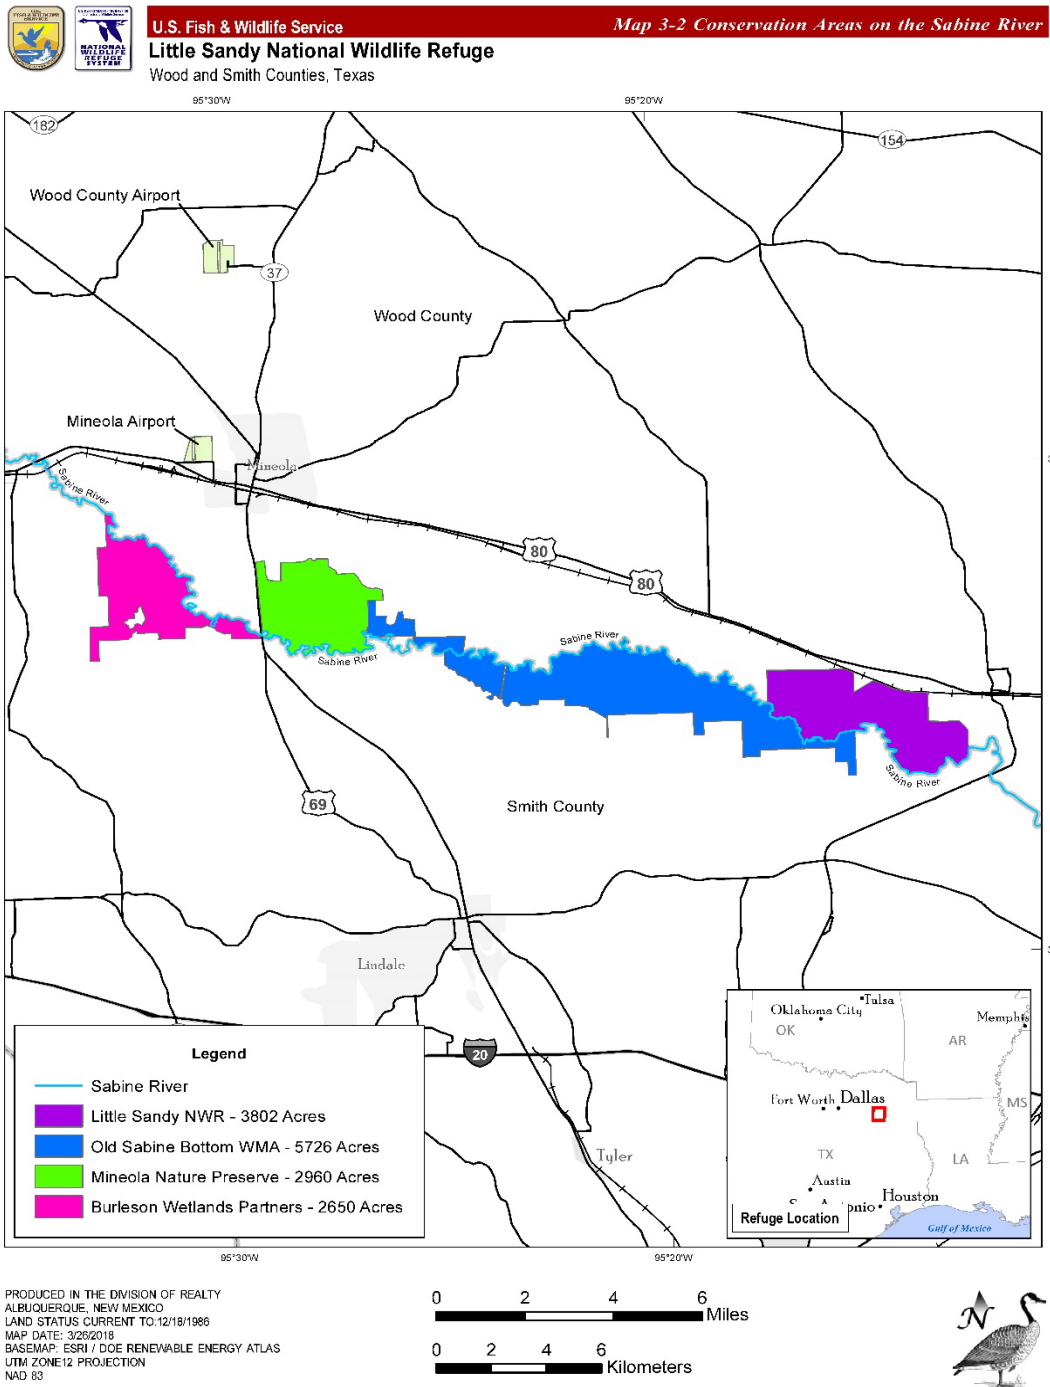 U.S. Fish & Wildlife Service
Map 3-2 Conservation Areas on the Sabine River
NATIONAL
WILDLIFE
REFUGE
SYSTEM
Little Sandy National Wildlife Refuge
Wood and Smith Counties, Texas
95°30'W
95°20'W
182
154
Wood County Airport
37
Wood County
Mineola Airport
Mineola
Sabine River
80
80
Sabine River
Sabine River
Sabine River
69
Smith County
Lindale
20
Tyler
Legend
Sabine River
Little Sandy NWR - 3802 Acres
Old Sabine Bottom WMA - 5726 Acres
Mineola Nature Preserve - 2960 Acres
Burleson Wetlands Partners - 2650 Acres
Tulsa
Oklahoma City
OK
Memphis
AR
Fort Worth
Dallas
MS
TX
LA
Austin
Houston
Refuge Location
Gulf of Mexico
95°30'W
95°20'W
PRODUCED IN THE DIVISION OF REALTY
ALBUQUERQUE, NEW MEXICO
LAND STATUS CURRENT TO:12/18/1986
MAP DATE: 3/26/2018
BASEMAP: ESRI / DOE RENEWABLE ENERGY ATLAS
UTM ZONE12 PROJECTION
NAD 83
0 2 4 6
Miles
0 2 4 6
Kilometers
N